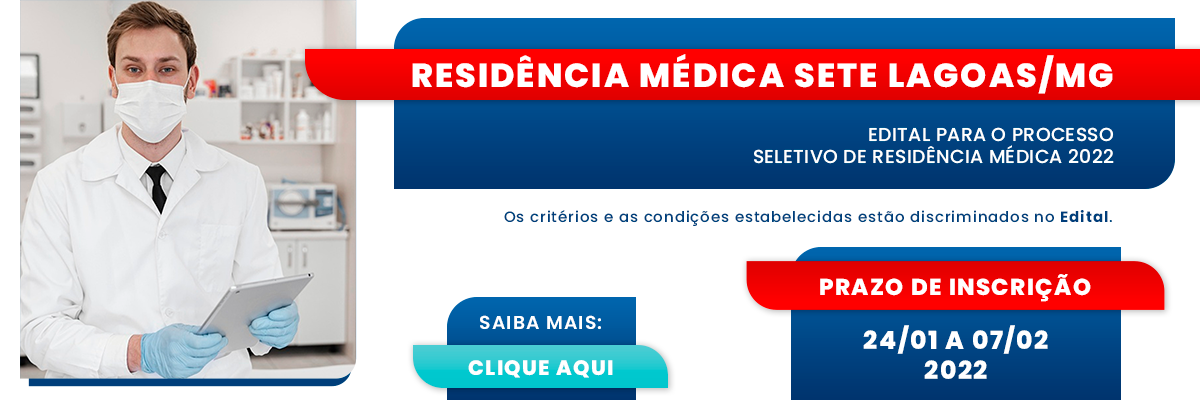 RESIDÊNCIA MÉDICA SETE LAGOAS/MG
EDITAL PARA O PROCESSO
SELETIVO DE RESIDÊNCIA MÉDICA 2022
Os critérios e as condições estabelecidas estão discriminados no Edital.
SAIBA MAIS:
CLIQUE AQUI
PRAZO DE INSCRIÇÃO
24/01 A 07/02
2022